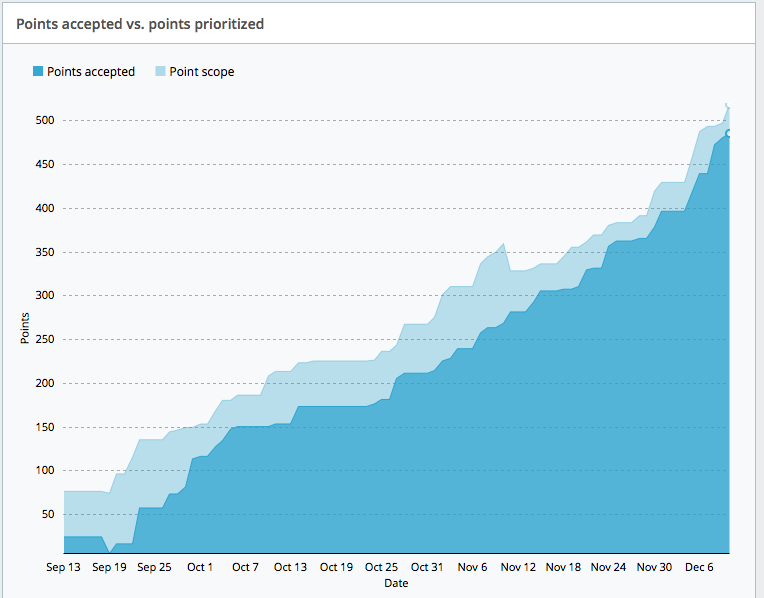 Points accepted vs. points prioritized
Points accepted Point scope
500
450
400
350
300
250
200
150
100
50
Points
Sep 13 Sep 19 Sep 25 Oct 1 Oct 7 Oct 13 Oct 19 Oct 25 Oct 31 Nov 6 Nov 12 Nov 18 Nov 24 Nov 30 Dec 6
Date